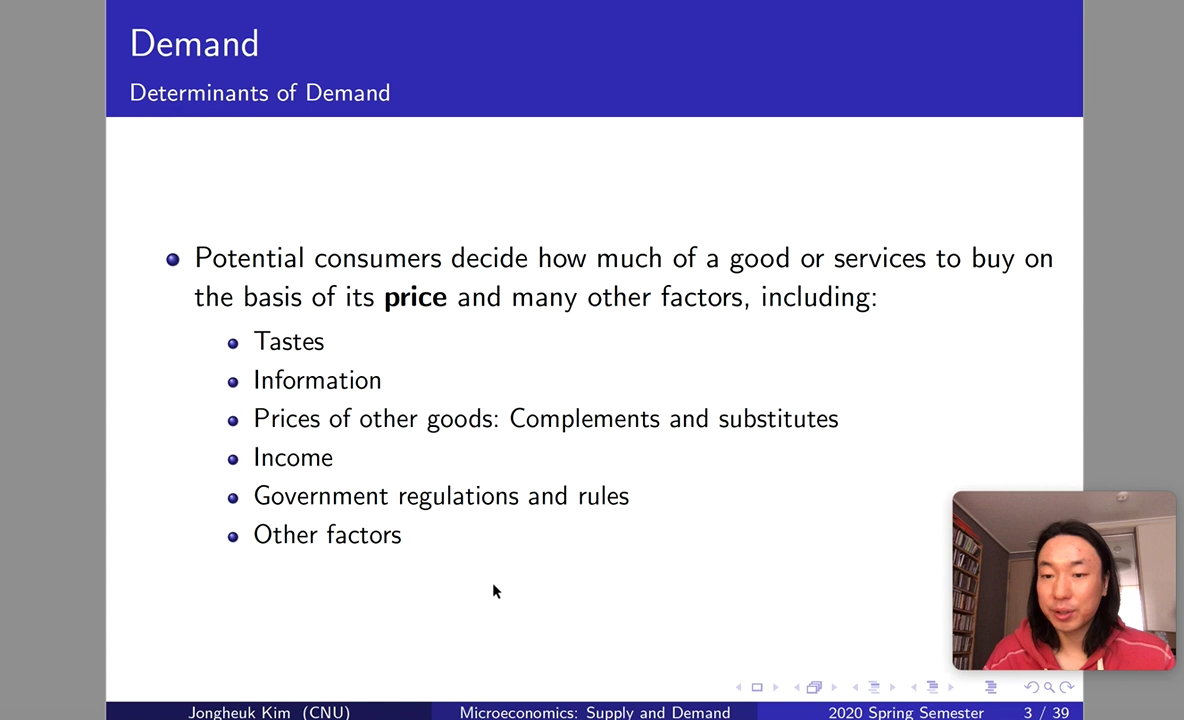 Demand
Determinants of Demand
Potential consumers decide how much of a good or services to buy on
the basis of its price and many other factors, including:
Tastes
Information
Prices of other goods: Complements and substitutes
Income
Government regulations and rules
Other factors
Jongheuk Kim (CNU) Microeconomics: Supply and Demand 2020 Spring Semester 3 / 39